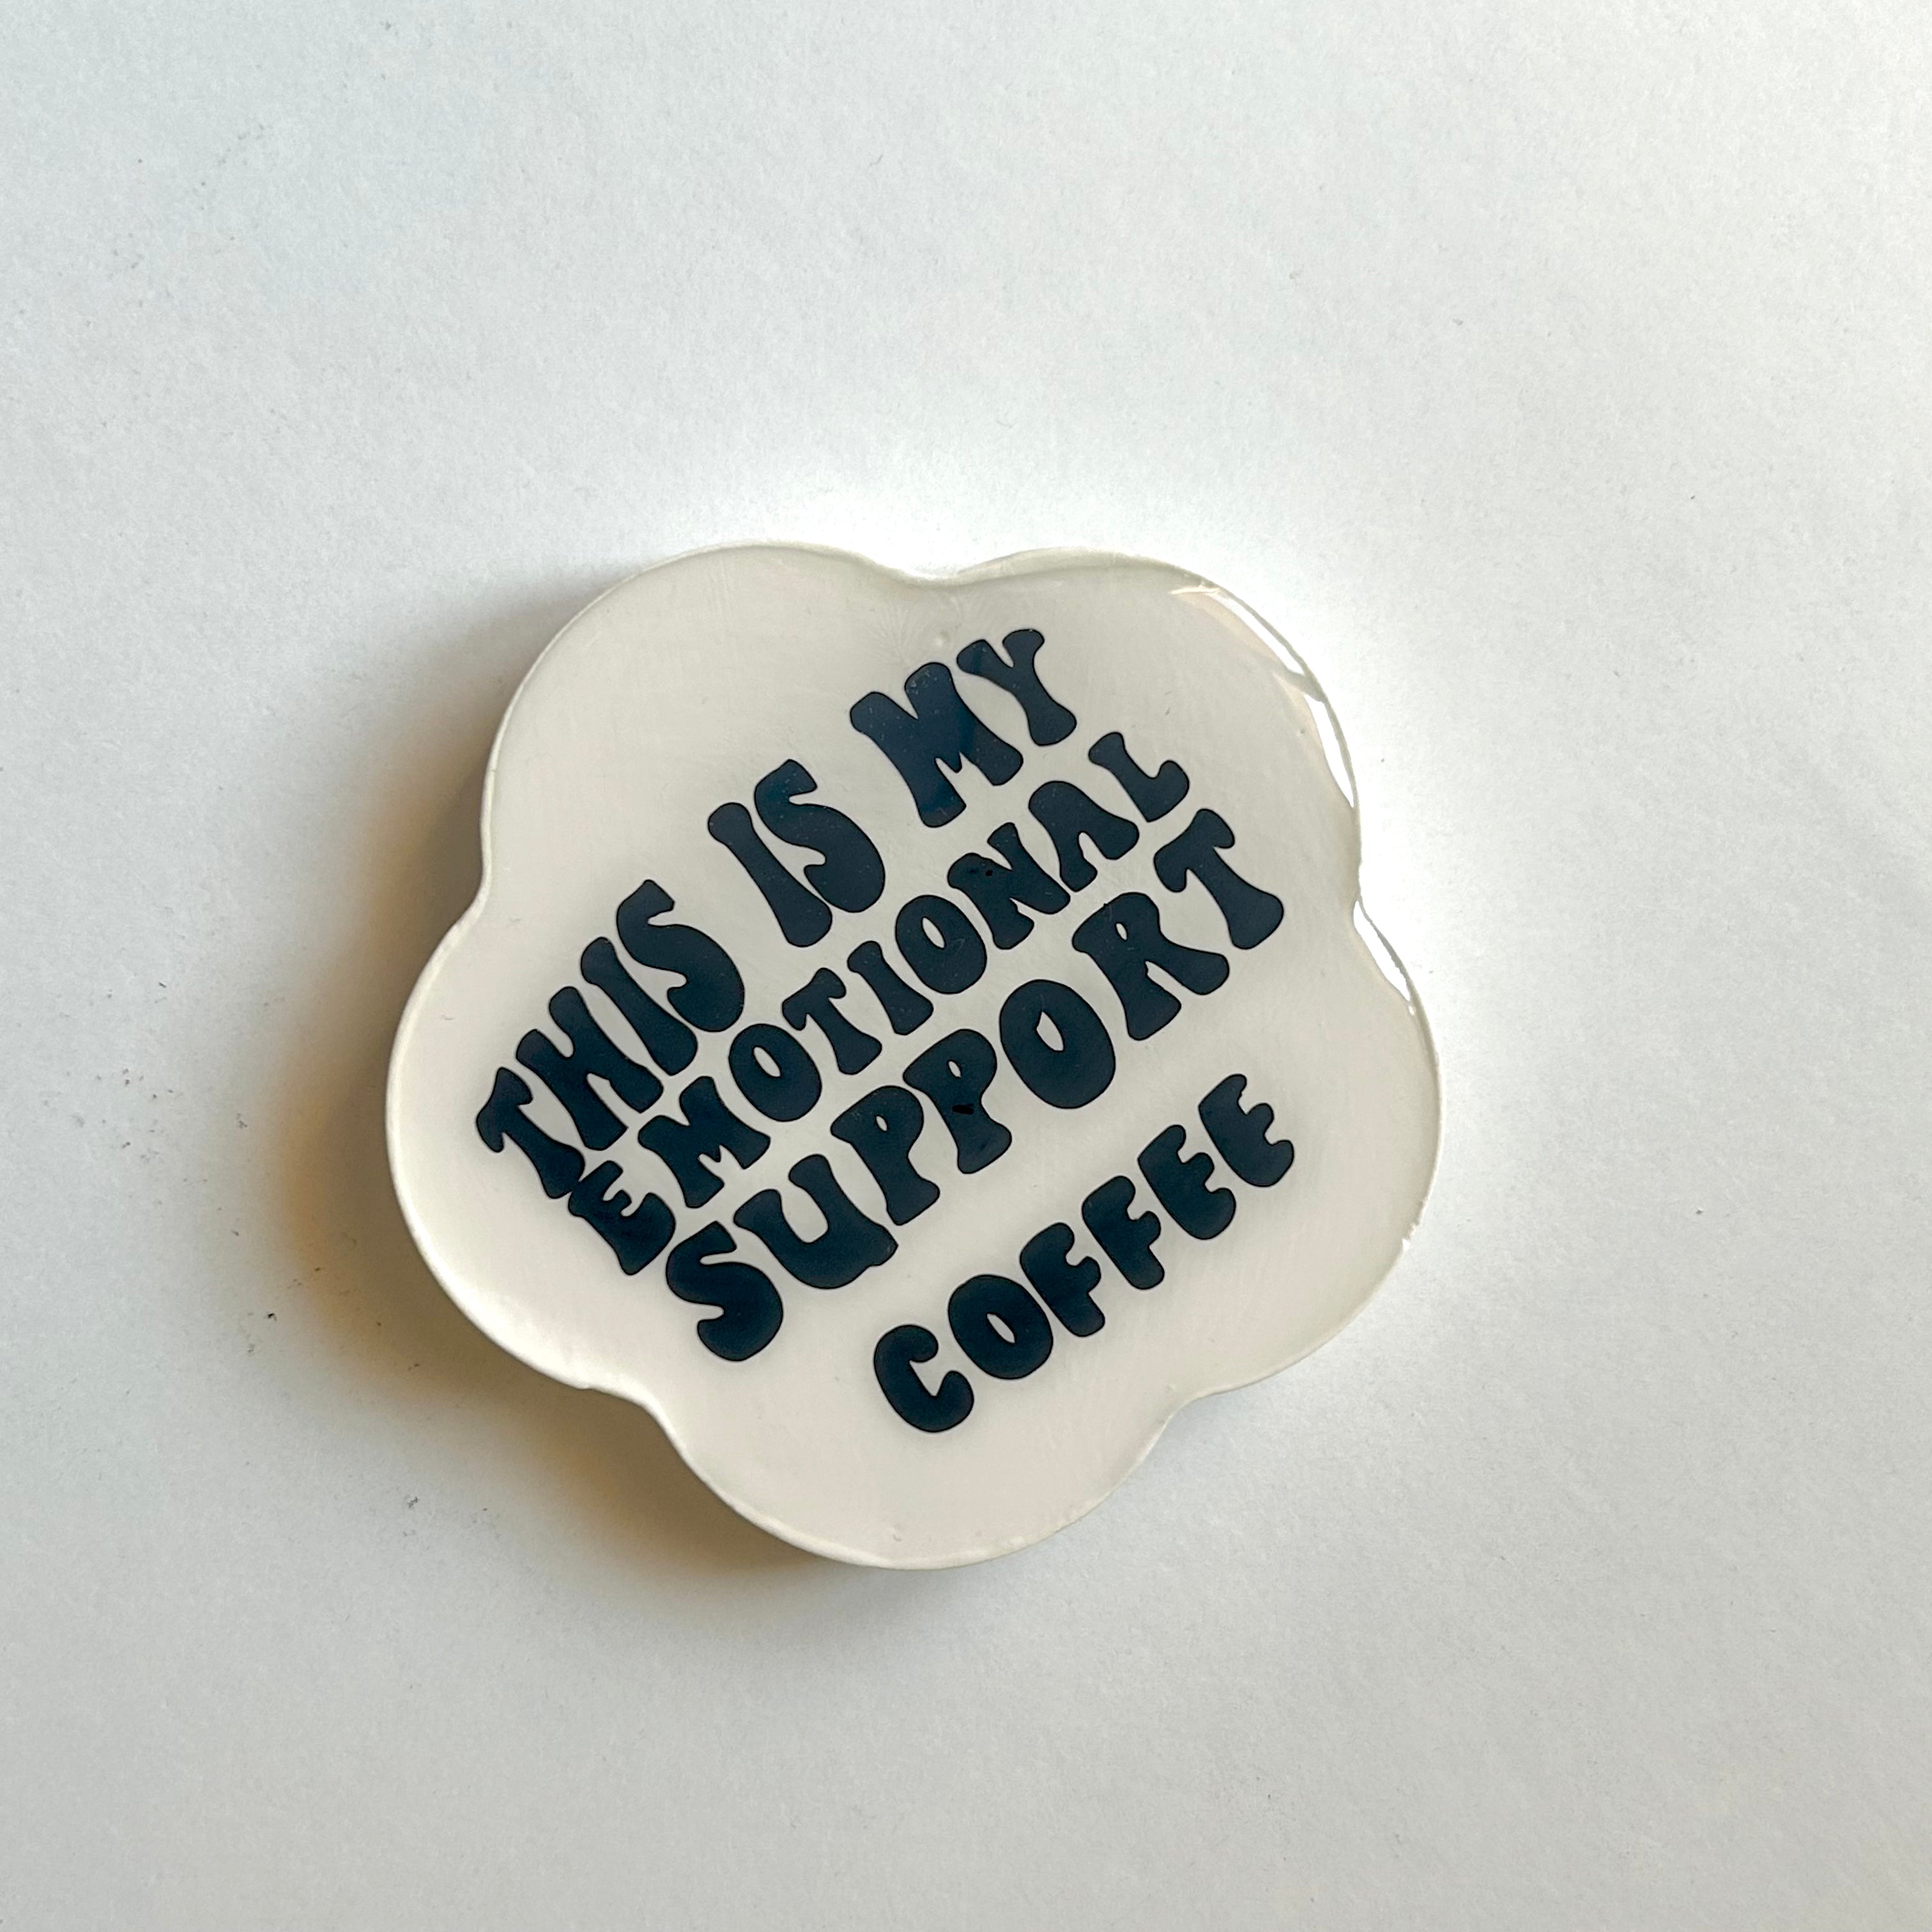 THIS IS MY
EMOTIONAL
SUPPORT
COFFEE